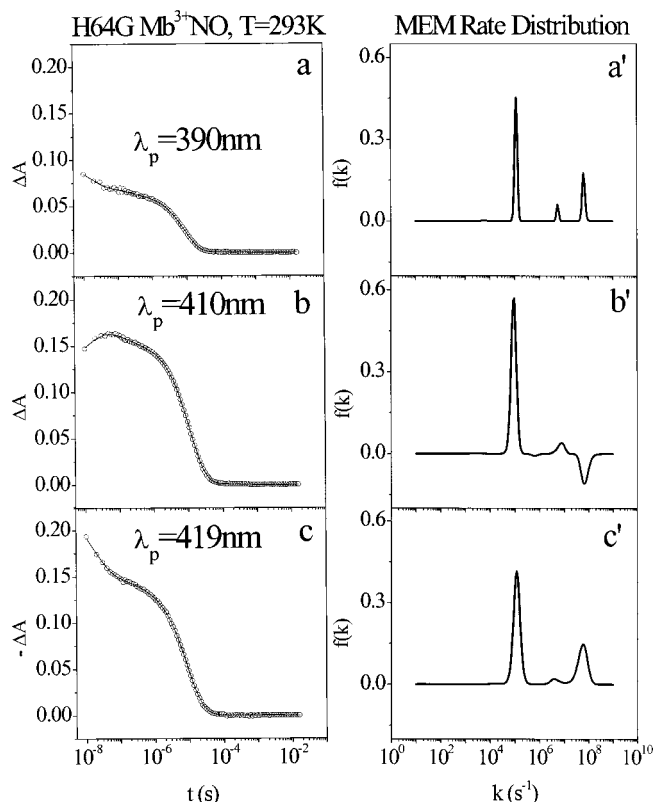 H64G Mb³⁺NO, T=293K
MEM Rate Distribution
a
λₚ=390nm
ΔA
0.20
0.15
0.10
0.05
0.00
a'
f(k)
0.6
0.3
0.0
b
λₚ=410nm
ΔA
0.20
0.15
0.10
0.05
0.00
b'
f(k)
0.6
0.3
0.0
c
λₚ=419nm
- ΔA
0.20
0.15
0.10
0.05
0.00
c'
f(k)
0.6
0.3
0.0
10⁻⁸ 10⁻⁶ 10⁻⁴ 10⁻²
t (s)
10⁰ 10² 10⁴ 10⁶ 10⁸ 10¹⁰
k (s⁻¹)